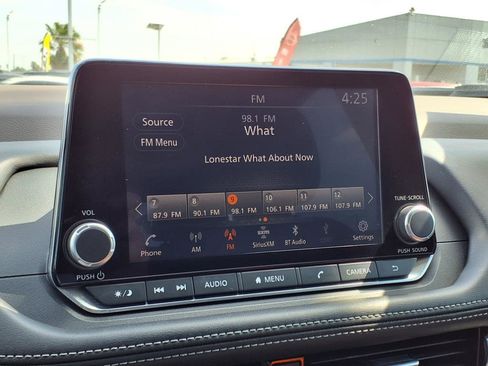 FM
4:25
Source
98.1 FM
What
FM Menu
Lonestar What About Now
7 8 9 10 11 12
87.9 FM 90.1 FM 98.1 FM 106.1 FM 107.9 FM 107.9 FM
VOL
TUNE•SCROLL
Phone AM FM SiriusXM BT Audio Settings
PUSH
PUSH SOUND
AUDIO MENU CAMERA